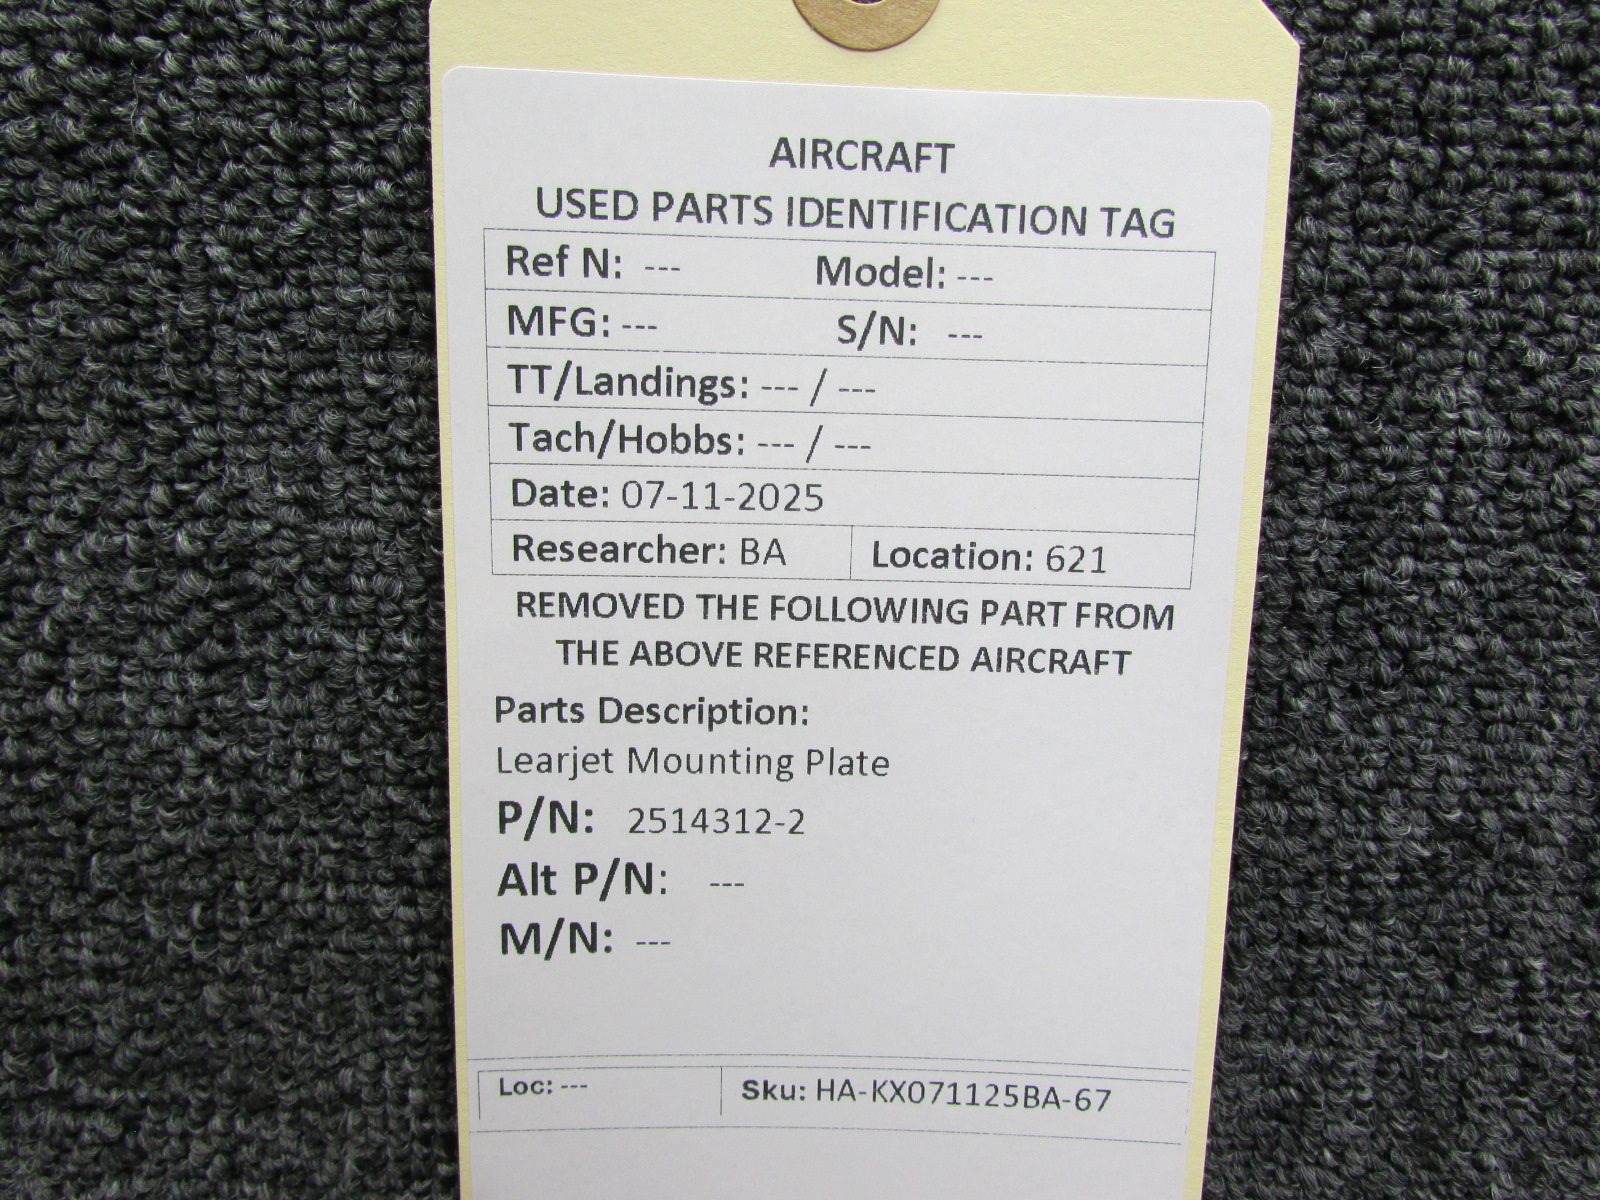 AIRCRAFT
USED PARTS IDENTIFICATION TAG
Ref N: --- Model: ---
MFG: --- S/N: ---
TT/Landings: --- / ---
Tach/Hobbs: --- / ---
Date: 07-11-2025
Researcher: BA Location: 621
REMOVED THE FOLLOWING PART FROM
THE ABOVE REFERENCED AIRCRAFT
Parts Description:
Learjet Mounting Plate
P/N: 2514312-2
Alt P/N: ---
M/N: ---
Loc: --- Sku: HA-KX071125BA-67